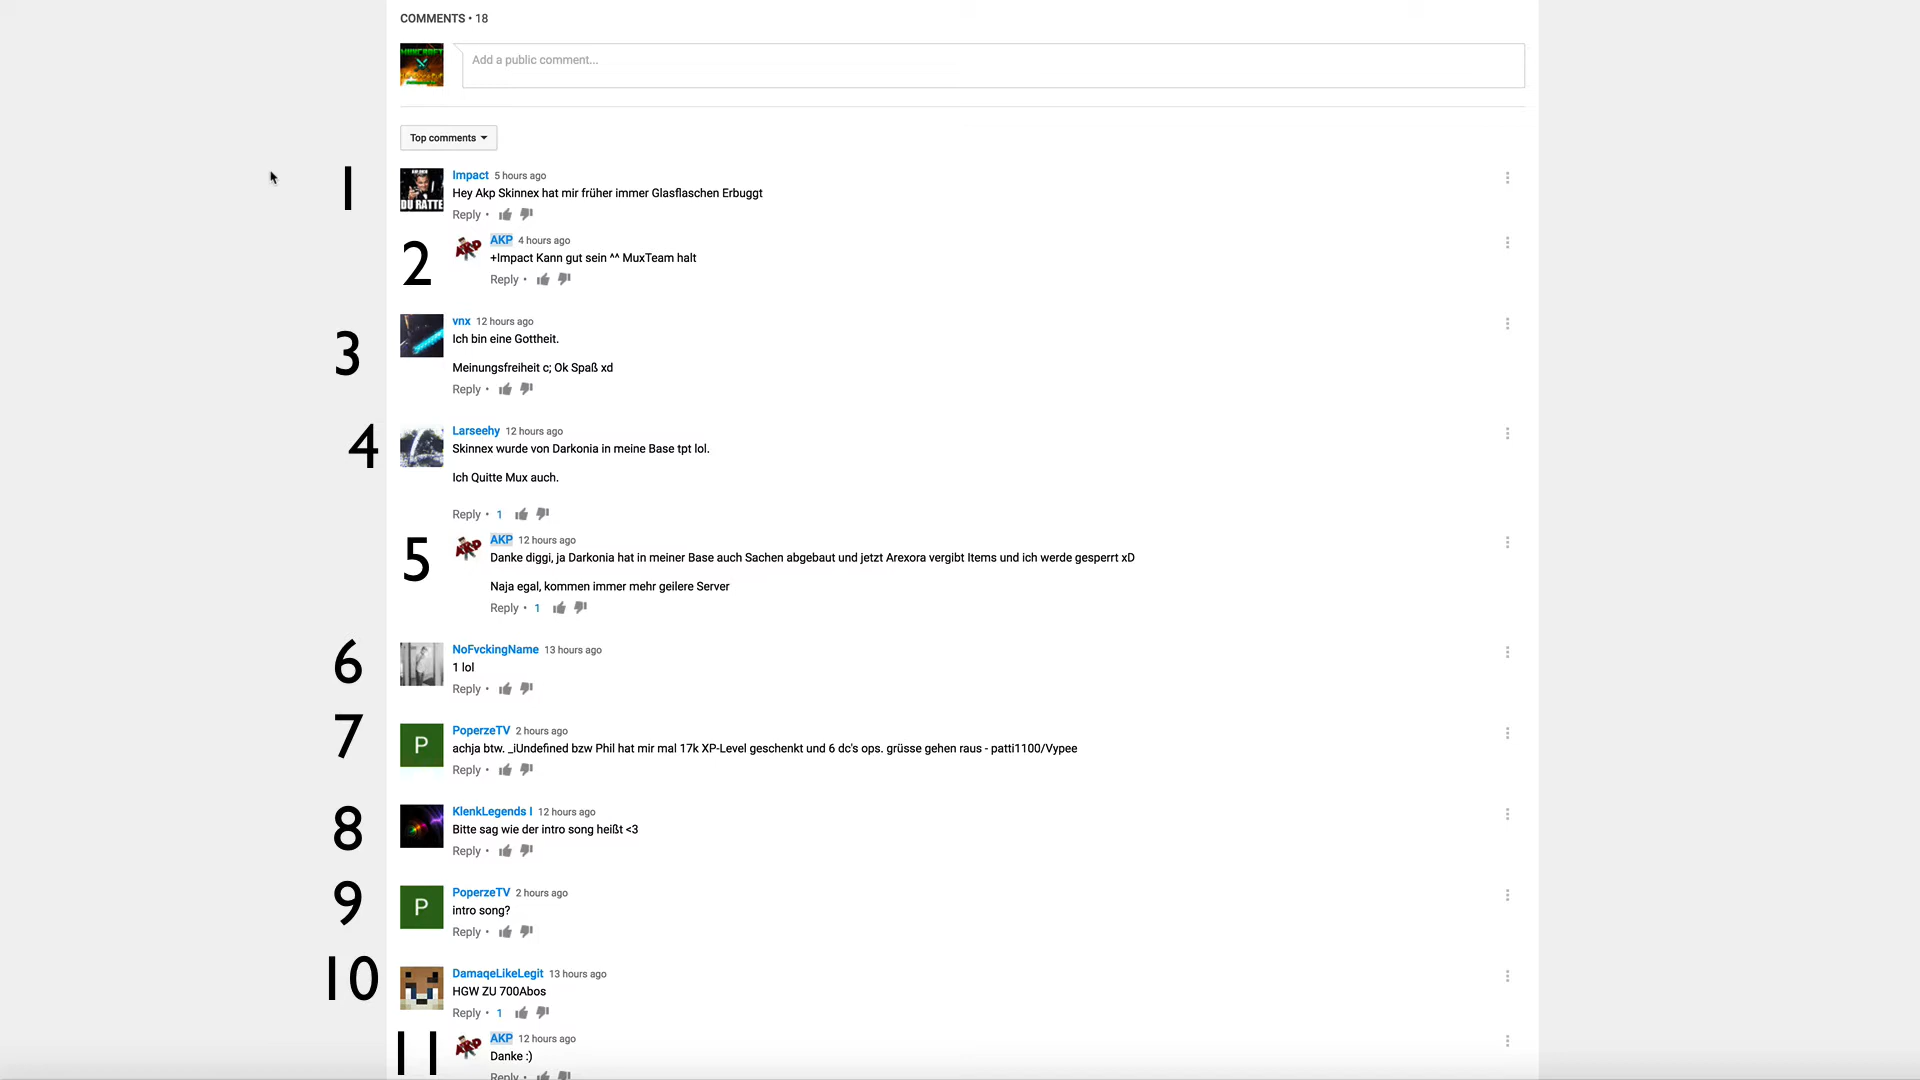 COMMENTS • 18
MUXCRAFT
Add a public comment...
Top comments
1
DU RATTE
Impact 5 hours ago
Hey Akp Skinnex hat mir früher immer Glasflaschen Erbuggt
Reply •
2
AKP
AKP 4 hours ago
+Impact Kann gut sein ^^ MuxTeam halt
Reply •
3
vnx 12 hours ago
Ich bin eine Gottheit.
Meinungsfreiheit c; Ok Spaß xd
Reply •
4
Larseehy 12 hours ago
Skinnex wurde von Darkonia in meine Base tpt lol.
Ich Quitte Mux auch.
Reply • 1
5
AKP
AKP 12 hours ago
Danke diggi, ja Darkonia hat in meiner Base auch Sachen abgebaut und jetzt Arexora vergibt Items und ich werde gesperrt xD
Naja egal, kommen immer mehr geilere Server
Reply • 1
6
NoFvckingName 13 hours ago
1 lol
Reply •
7
P
PoperzeTV 2 hours ago
achja btw. _iUndefined bzw Phil hat mir mal 17k XP-Level geschenkt und 6 dc's ops. grüsse gehen raus - patti1100/Vypee
Reply •
8
KlenkLegends I 12 hours ago
Bitte sag wie der intro song heißt <3
Reply •
9
P
PoperzeTV 2 hours ago
intro song?
Reply •
10
DamaqeLikeLegit 13 hours ago
HGW ZU 700Abos
Reply • 1
11
AKP
AKP 12 hours ago
Danke :)
Reply •